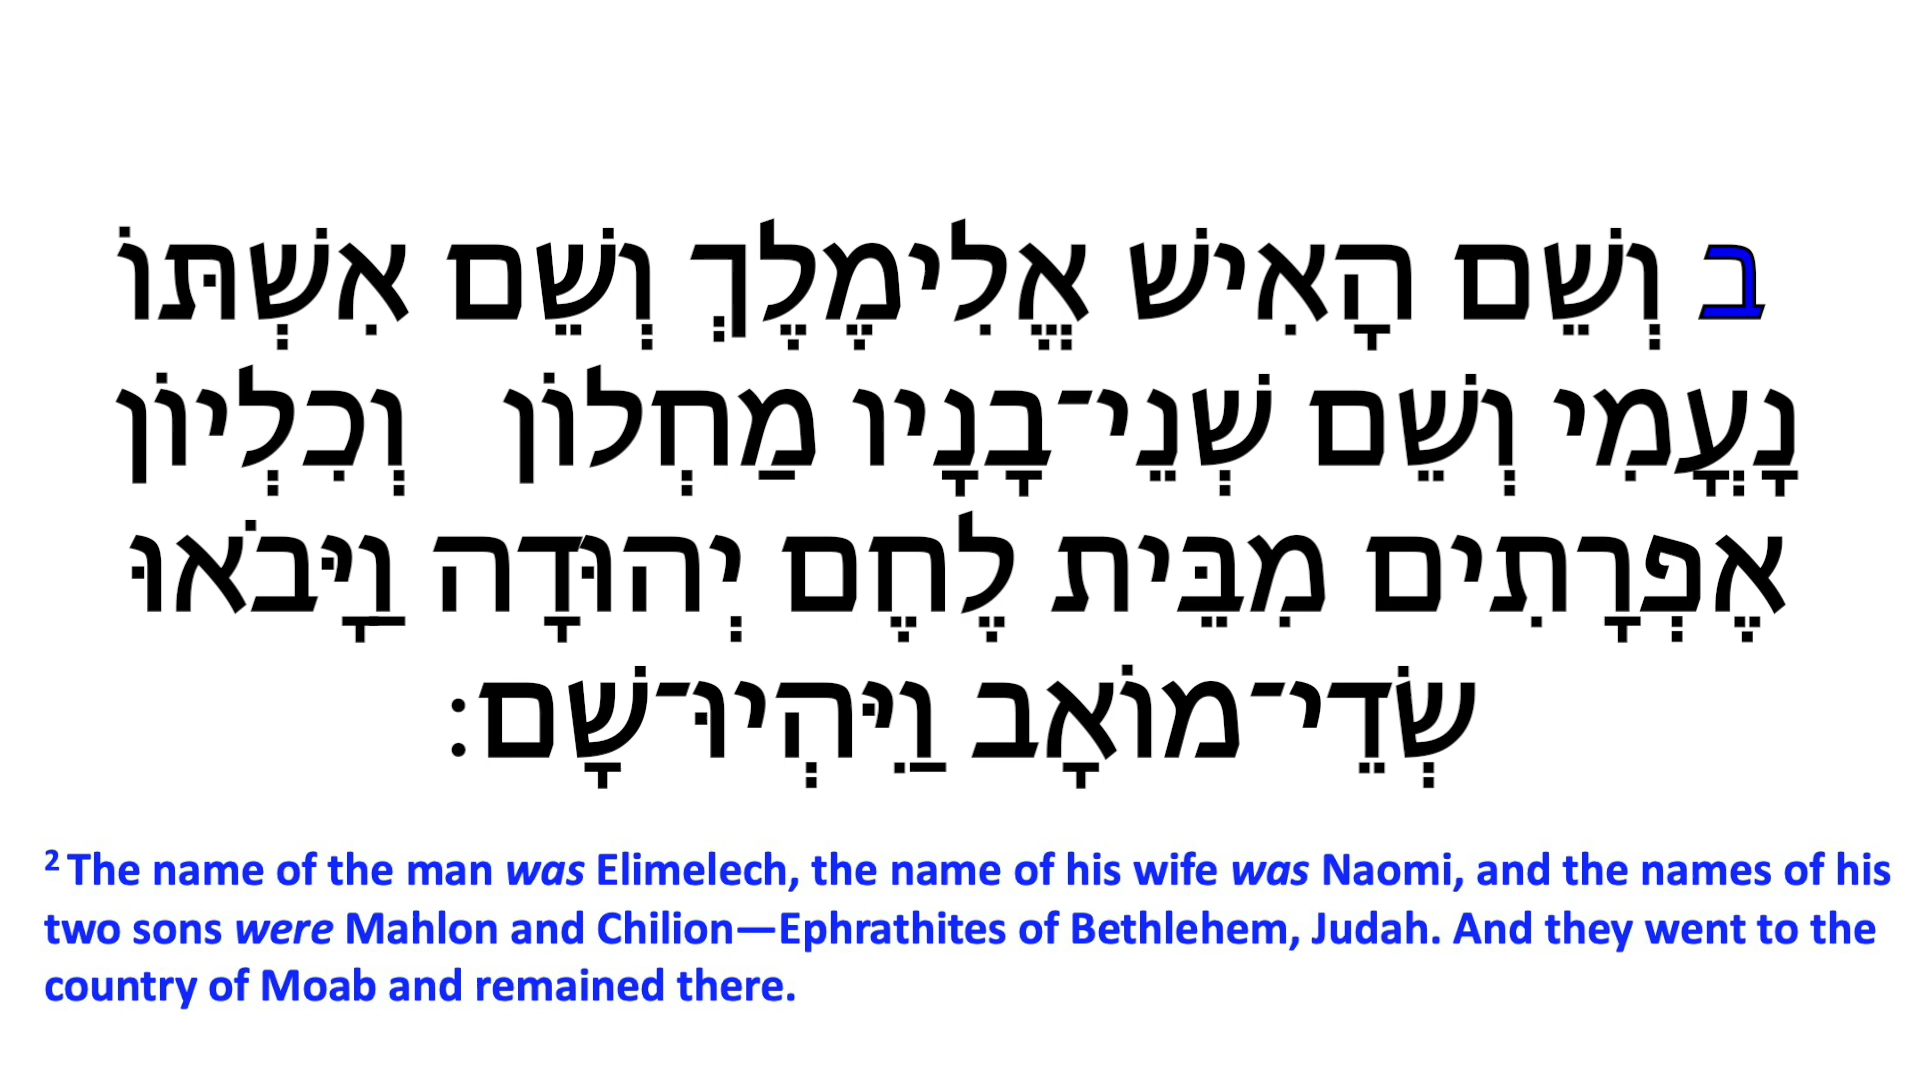 ב וְשֵׁם הָאִישׁ אֱלִימֶלֶךְ וְשֵׁם אִשְׁתּוֹ
נָעֳמִי וְשֵׁם שְׁנֵי־בָנָיו מַחְלוֹן וְכִלְיוֹן
אֶפְרָתִים מִבֵּית לֶחֶם יְהוּדָה וַיָּבֹאוּ
שְׂדֵי־מוֹאָב וַיִּהְיוּ־שָׁם:
2 The name of the man was Elimelech, the name of his wife was Naomi, and the names of his
two sons were Mahlon and Chilion—Ephrathites of Bethlehem, Judah. And they went to the
country of Moab and remained there.